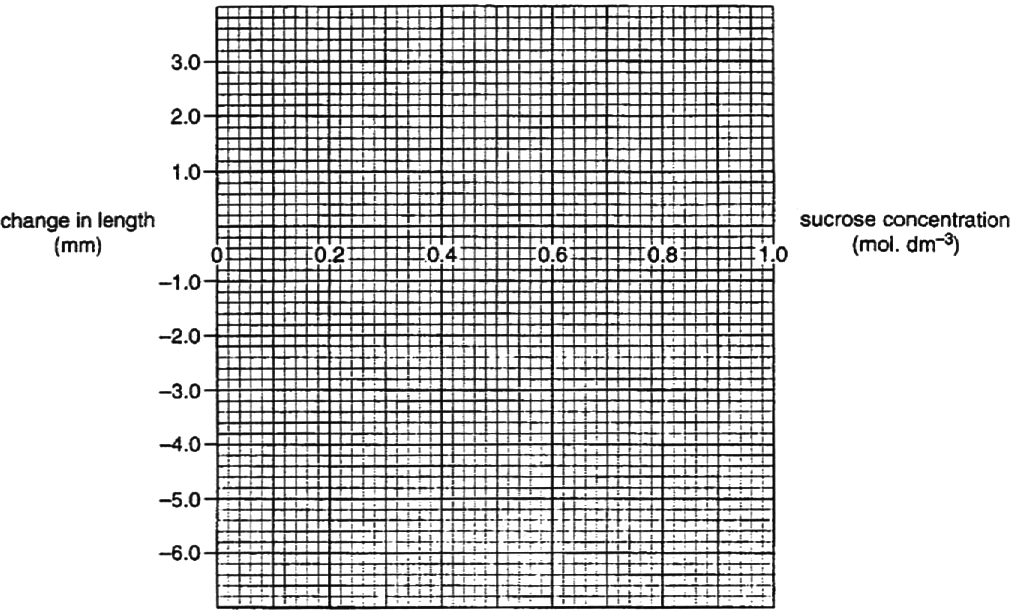 3.0
2.0
1.0
change in length
(mm)
sucrose concentration
(mol. dm⁻³)
0 0.2 0.4 0.6 0.8 1.0
−1.0
−2.0
−3.0
−4.0
−5.0
−6.0